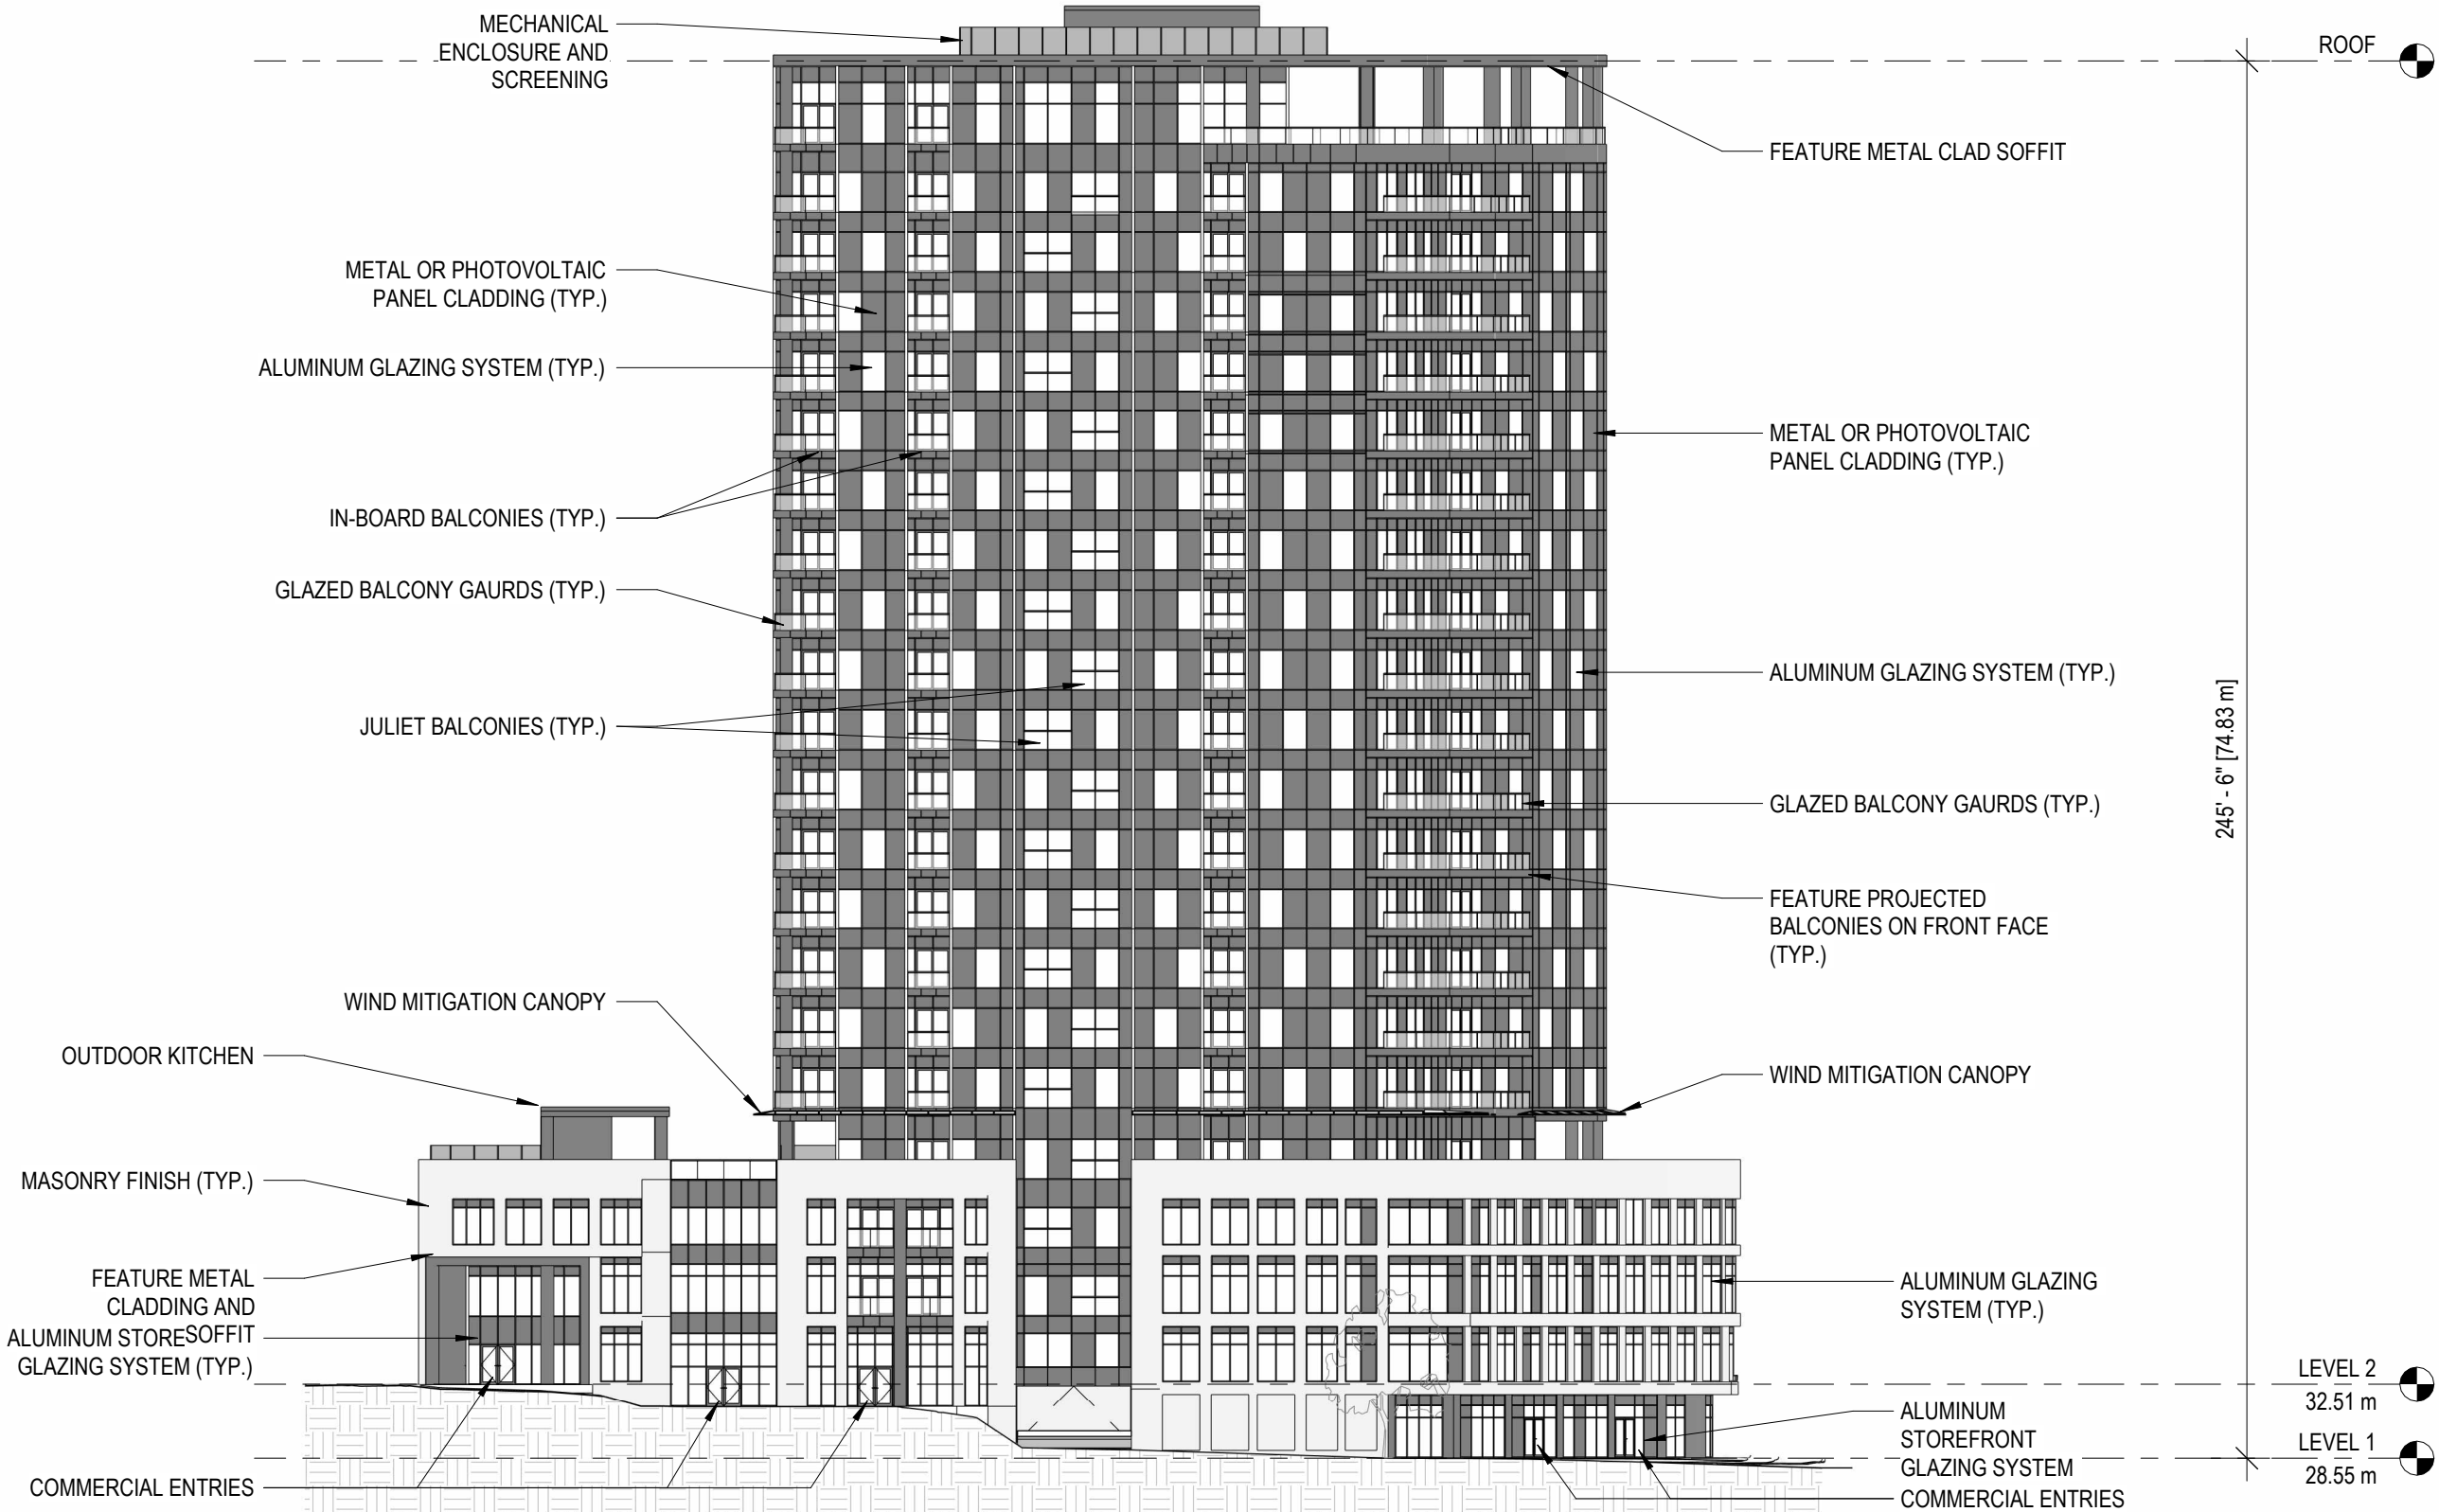 MECHANICAL
ENCLOSURE AND
SCREENING
ROOF
FEATURE METAL CLAD SOFFIT
METAL OR PHOTOVOLTAIC
PANEL CLADDING (TYP.)
ALUMINUM GLAZING SYSTEM (TYP.)
METAL OR PHOTOVOLTAIC
PANEL CLADDING (TYP.)
IN-BOARD BALCONIES (TYP.)
GLAZED BALCONY GAURDS (TYP.)
ALUMINUM GLAZING SYSTEM (TYP.)
JULIET BALCONIES (TYP.)
245' - 6" [74.83 m]
GLAZED BALCONY GAURDS (TYP.)
FEATURE PROJECTED
BALCONIES ON FRONT FACE
(TYP.)
WIND MITIGATION CANOPY
OUTDOOR KITCHEN
WIND MITIGATION CANOPY
MASONRY FINISH (TYP.)
FEATURE METAL
CLADDING AND
SOFFIT
ALUMINUM STORE
GLAZING SYSTEM (TYP.)
ALUMINUM GLAZING
SYSTEM (TYP.)
LEVEL 2
32.51 m
ALUMINUM
STOREFRONT
GLAZING SYSTEM
LEVEL 1
28.55 m
COMMERCIAL ENTRIES
COMMERCIAL ENTRIES